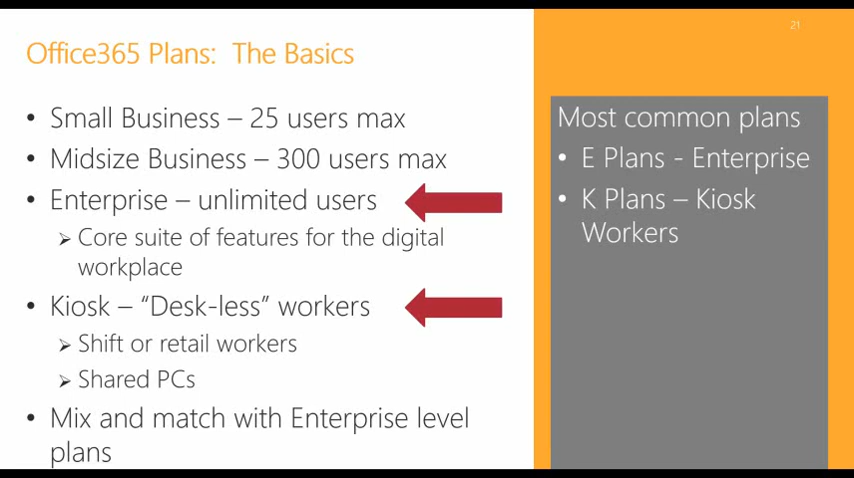 21
Office365 Plans:  The Basics
• Small Business – 25 users max
• Midsize Business – 300 users max
• Enterprise – unlimited users
➢ Core suite of features for the digital
workplace
• Kiosk – “Desk-less” workers
➢ Shift or retail workers
➢ Shared PCs
• Mix and match with Enterprise level
plans
Most common plans
• E Plans - Enterprise
• K Plans – Kiosk
Workers